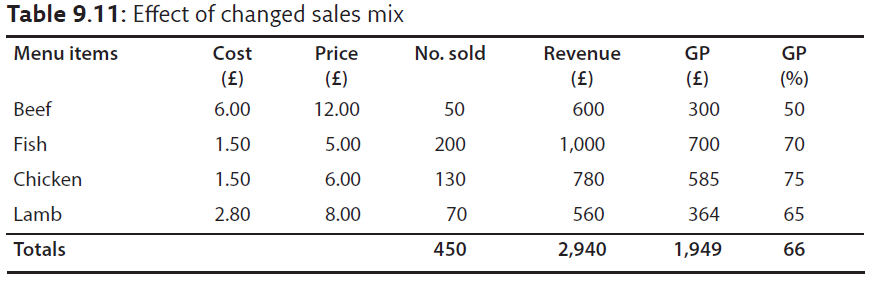 Table 9.11: Effect of changed sales mix
Menu items Cost Price No. sold Revenue GP GP
(£) (£) (£) (£) (%)
Beef 6.00 12.00 50 600 300 50
Fish 1.50 5.00 200 1,000 700 70
Chicken 1.50 6.00 130 780 585 75
Lamb 2.80 8.00 70 560 364 65
Totals 450 2,940 1,949 66